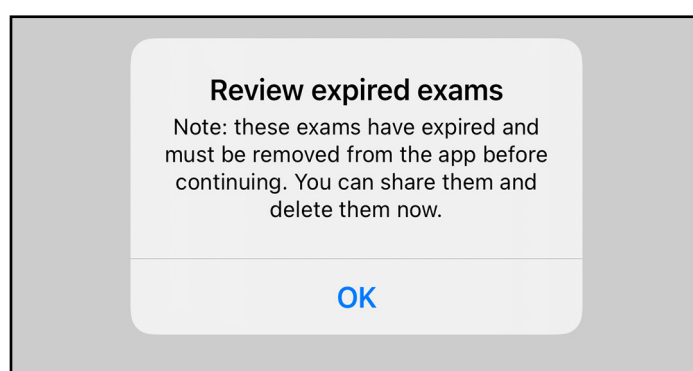 Review expired exams
Note: these exams have expired and
must be removed from the app before
continuing. You can share them and
delete them now.
OK